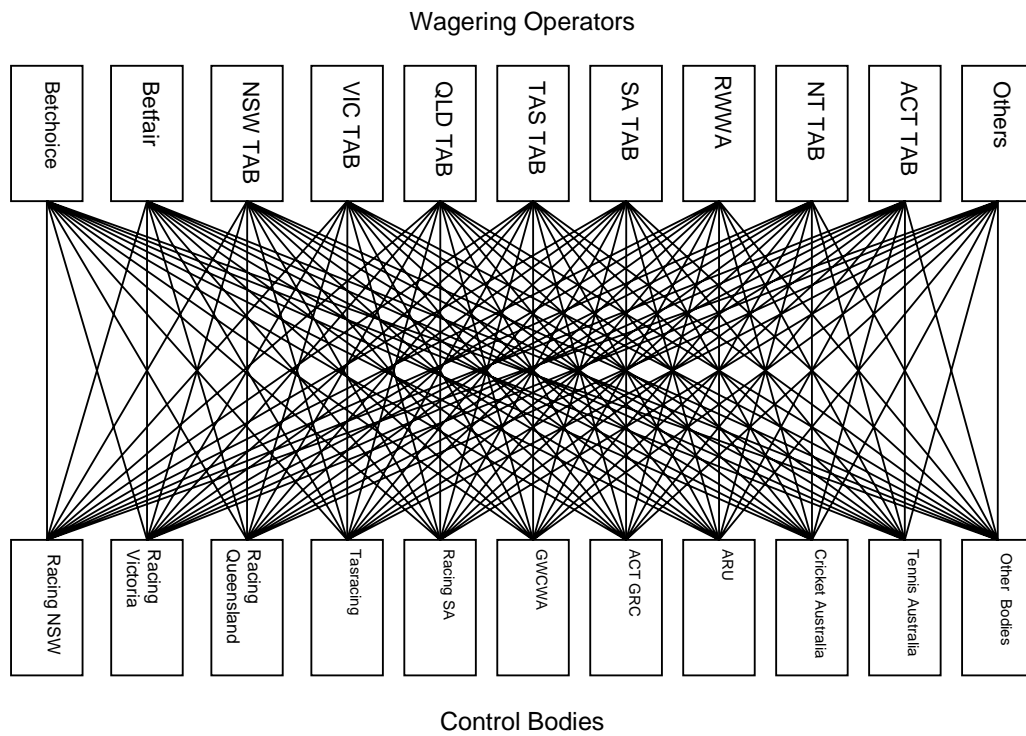 Wagering Operators
Betchoice
Betfair
NSW TAB
VIC TAB
QLD TAB
TAS TAB
SA TAB
RWWA
NT TAB
ACT TAB
Others
Racing NSW
Racing
Victoria
Racing
Queensland
Tasracing
Racing SA
GWCWA
ACT GRC
ARU
Cricket Australia
Tennis Australia
Other Bodies
Control Bodies